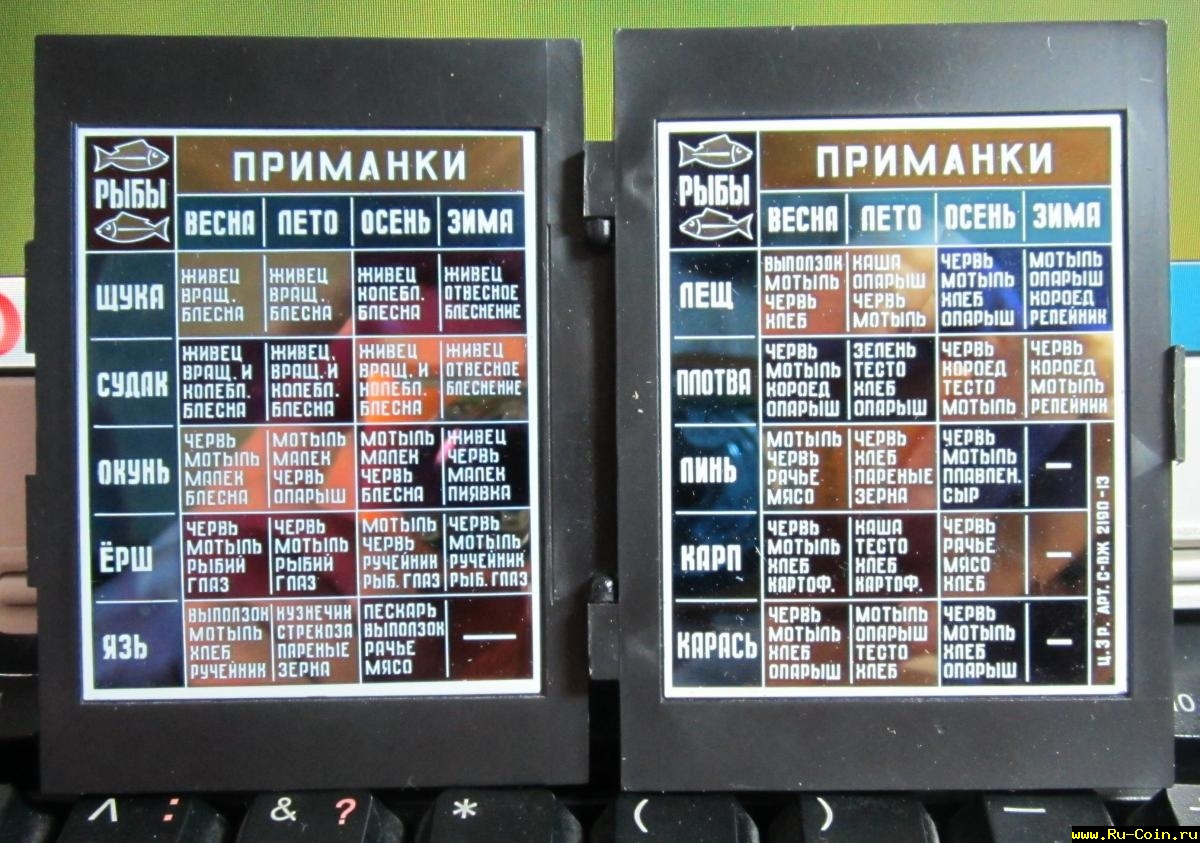 РЫБЫ
ПРИМАНКИ
ВЕСНА ЛЕТО ОСЕНЬ ЗИМА
ЩУКА
ЖИВЕЦ
ВРАЩ.
БЛЕСНА
ЖИВЕЦ
ВРАЩ.
БЛЕСНА
ЖИВЕЦ
КОЛЕБЛ.
БЛЕСНА
ЖИВЕЦ
ОТВЕСНОЕ
БЛЕСНЕНИЕ
СУДАК
ЖИВЕЦ
ВРАЩ. И
КОЛЕБЛ.
БЛЕСНА
ЖИВЕЦ.
ВРАЩ. И
КОЛЕБЛ.
БЛЕСНА
ЖИВЕЦ
ВРАЩ. И
КОЛЕБЛ.
БЛЕСНА
ЖИВЕЦ
ОТВЕСНОЕ
БЛЕСНЕНИЕ
ОКУНЬ
ЧЕРВЬ
МОТЫЛЬ
МАЛЕК
БЛЕСНА
МОТЫЛЬ
МАЛЕК
ЧЕРВЬ
ОПАРЫШ
МОТЫЛЬ
МАЛЕК
ЧЕРВЬ
БЛЕСНА
ЖИВЕЦ
ЧЕРВЬ
МАЛЕК
ПИЯВКА
ЁРШ
ЧЕРВЬ
МОТЫЛЬ
РЫБИЙ
ГЛАЗ
ЧЕРВЬ
МОТЫЛЬ
РЫБИЙ
ГЛАЗ
МОТЫЛЬ
ЧЕРВЬ
РУЧЕЙНИК
РЫБ. ГЛАЗ
ЧЕРВЬ
МОТЫЛЬ
РУЧЕЙНИК
РЫБ. ГЛАЗ
ЯЗЬ
ВЫПОЛЗОК
МОТЫЛЬ
ХЛЕБ
РУЧЕЙНИК
КУЗНЕЧИК
СТРЕКОЗА
ПАРЕНЫЕ
ЗЕРНА
ПЕСКАРЬ
ВЫПОЛЗОК
РАЧЬЕ
МЯСО
—
РЫБЫ
ПРИМАНКИ
ВЕСНА ЛЕТО ОСЕНЬ ЗИМА
ЛЕЩ
ВЫПОЛЗОК
МОТЫЛЬ
ЧЕРВЬ
ХЛЕБ
КАША
ОПАРЫШ
ЧЕРВЬ
МОТЫЛЬ
ЧЕРВЬ
МОТЫЛЬ
ХЛЕБ
ОПАРЫШ
МОТЫЛЬ
ОПАРЫШ
КОРОЕД
РЕПЕЙНИК
ПЛОТВА
ЧЕРВЬ
МОТЫЛЬ
КОРОЕД
ОПАРЫШ
ЗЕЛЕНЬ
ТЕСТО
ХЛЕБ
ОПАРЫШ
ЧЕРВЬ
КОРОЕД
ТЕСТО
МОТЫЛЬ
ЧЕРВЬ
КОРОЕД
МОТЫЛЬ
РЕПЕЙНИК
ЛИНЬ
МОТЫЛЬ
ЧЕРВЬ
РАЧЬЕ
МЯСО
ЧЕРВЬ
ХЛЕБ
ПАРЕНЫЕ
ЗЕРНА
ЧЕРВЬ
МОТЫЛЬ
ПЛАВЛЕН.
СЫР
—
КАРП
ЧЕРВЬ
МОТЫЛЬ
ХЛЕБ
КАРТОФ.
КАША
ТЕСТО
ХЛЕБ
КАРТОФ.
ЧЕРВЬ
РАЧЬЕ
МЯСО
ХЛЕБ
—
КАРАСЬ
ЧЕРВЬ
МОТЫЛЬ
ХЛЕБ
ОПАРЫШ
МОТЫЛЬ
ОПАРЫШ
ТЕСТО
ХЛЕБ
ЧЕРВЬ
МОТЫЛЬ
ХЛЕБ
ОПАРЫШ
—
Ц.3 Р. АРТ. С-ПЖ 2190-13
^ : & ? * ( ) —
www.Ru-Coin.ru